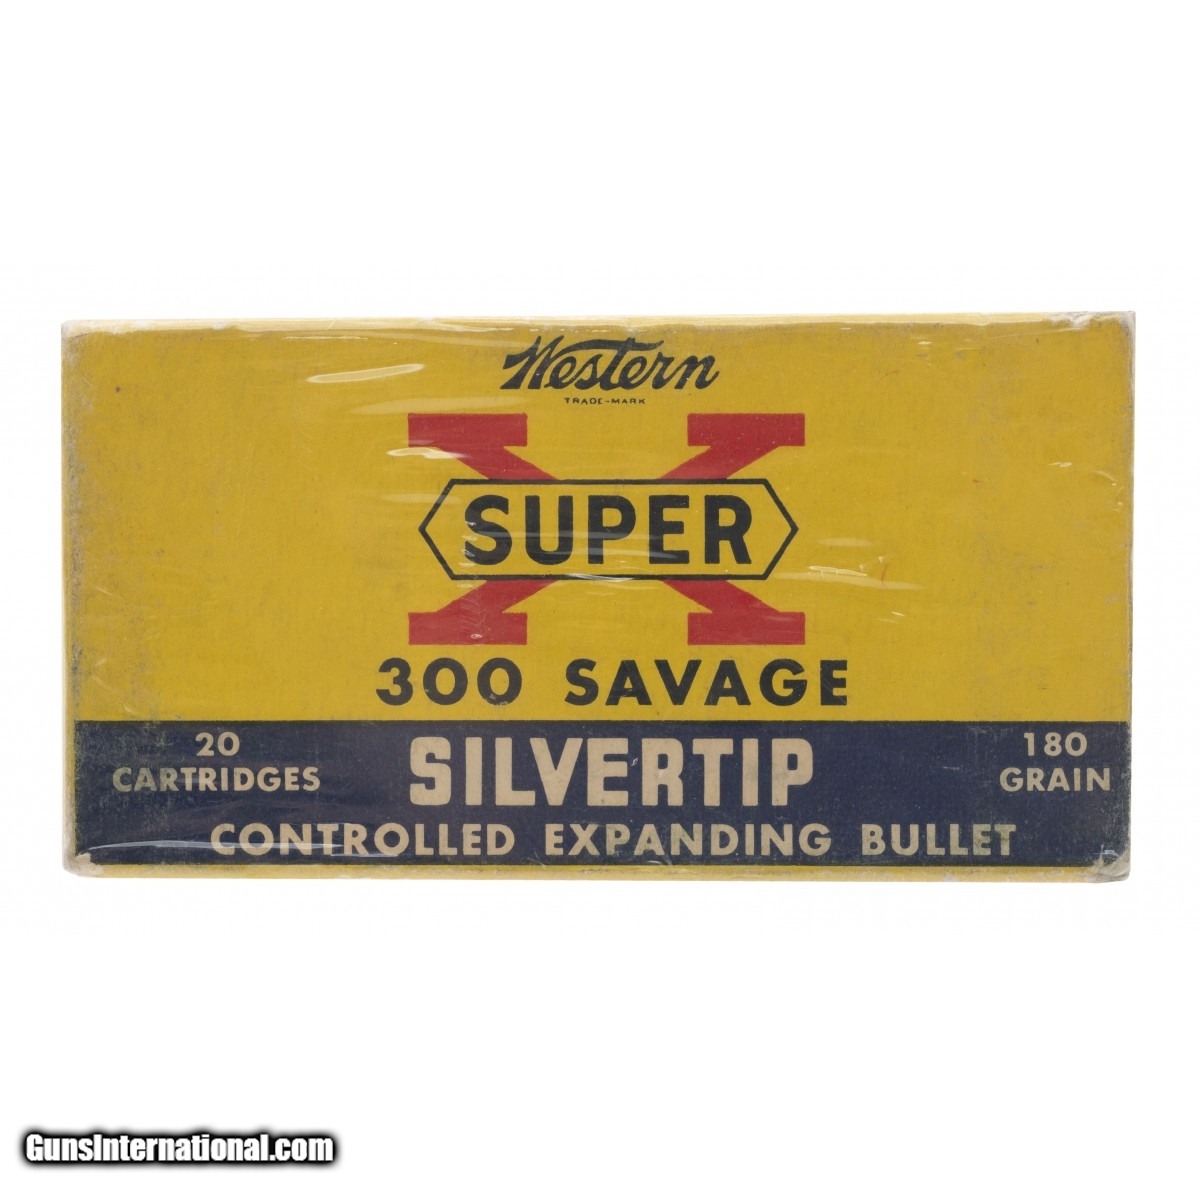 Western
TRADE-MARK
X
SUPER
300 SAVAGE
20
CARTRIDGES
SILVERTIP
180
GRAIN
CONTROLLED EXPANDING BULLET
GunsInternational.com